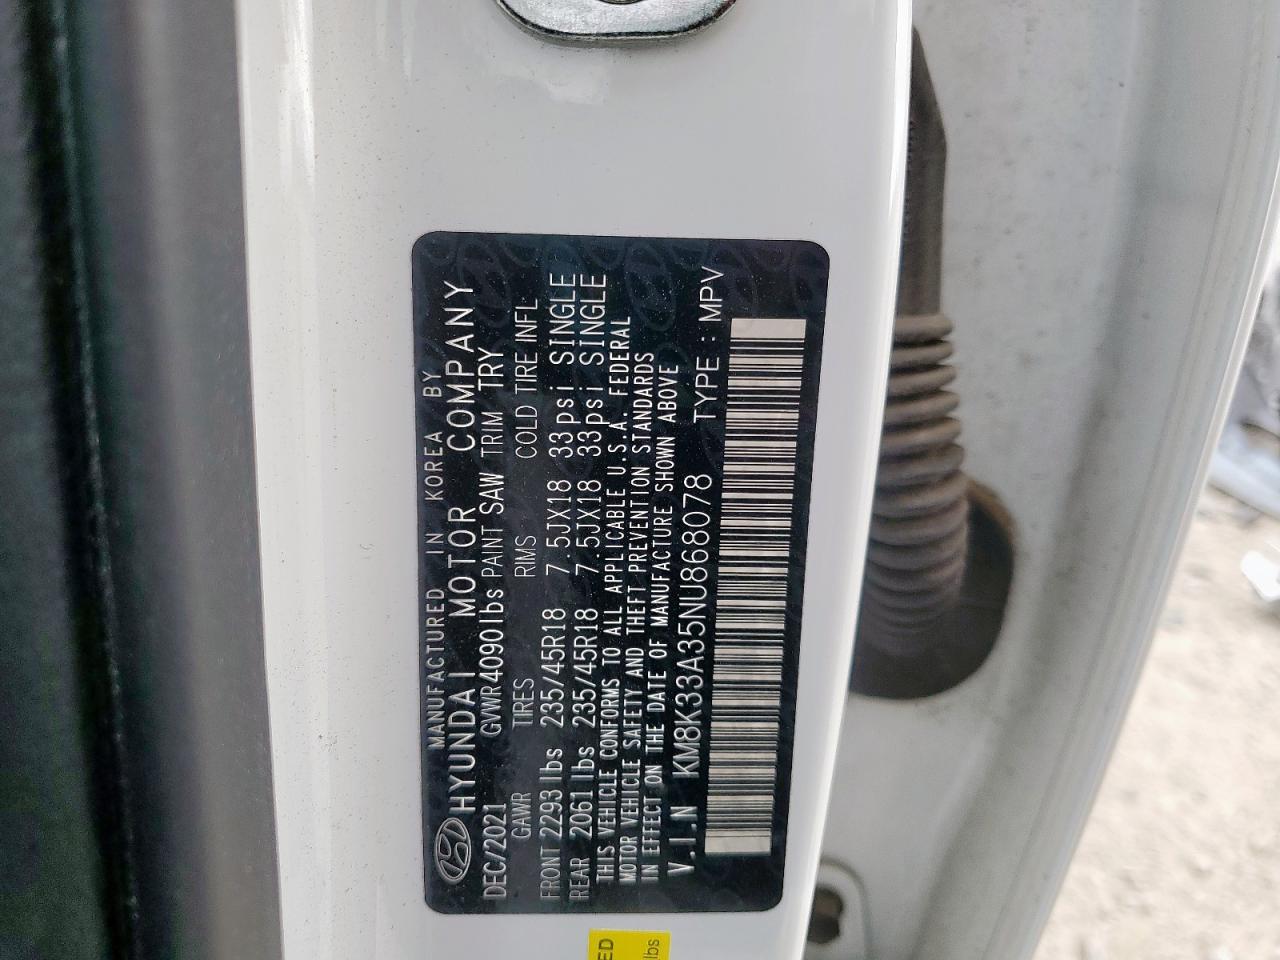 MANUFACTURED IN KOREA BY
HYUNDAI MOTOR COMPANY
DEC/2021 GVWR 4090lbs PAINT SAW TRIM TRY
GAWR TIRES RIMS COLD TIRE INFL
FRONT 2293lbs 235/45R18 7.5JX18 33psi SINGLE
REAR 2061lbs 235/45R18 7.5JX18 33psi SINGLE
THIS VEHICLE CONFORMS TO ALL APPLICABLE U.S.A. FEDERAL
MOTOR VEHICLE SAFETY AND THEFT PREVENTION STANDARDS
IN EFFECT ON THE DATE OF MANUFACTURE SHOWN ABOVE
V.I.N KM8K33A35NU868078 TYPE : MPV
ED
lbs